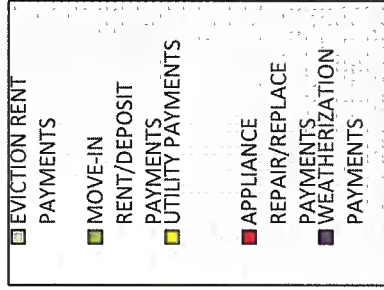 EVICTION RENT
PAYMENTS
MOVE-IN
RENT/DEPOSIT
PAYMENTS
UTILITY PAYMENTS
APPLIANCE
REPAIR/REPLACE
PAYMENTS
WEATHERIZATION
PAYMENTS